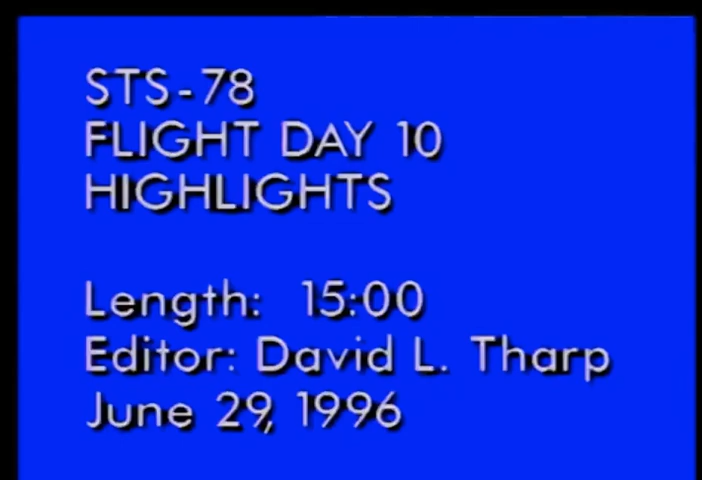 STS-78
FLIGHT DAY 10
HIGHLIGHTS
Length: 15:00
Editor: David L. Tharp
June 29, 1996